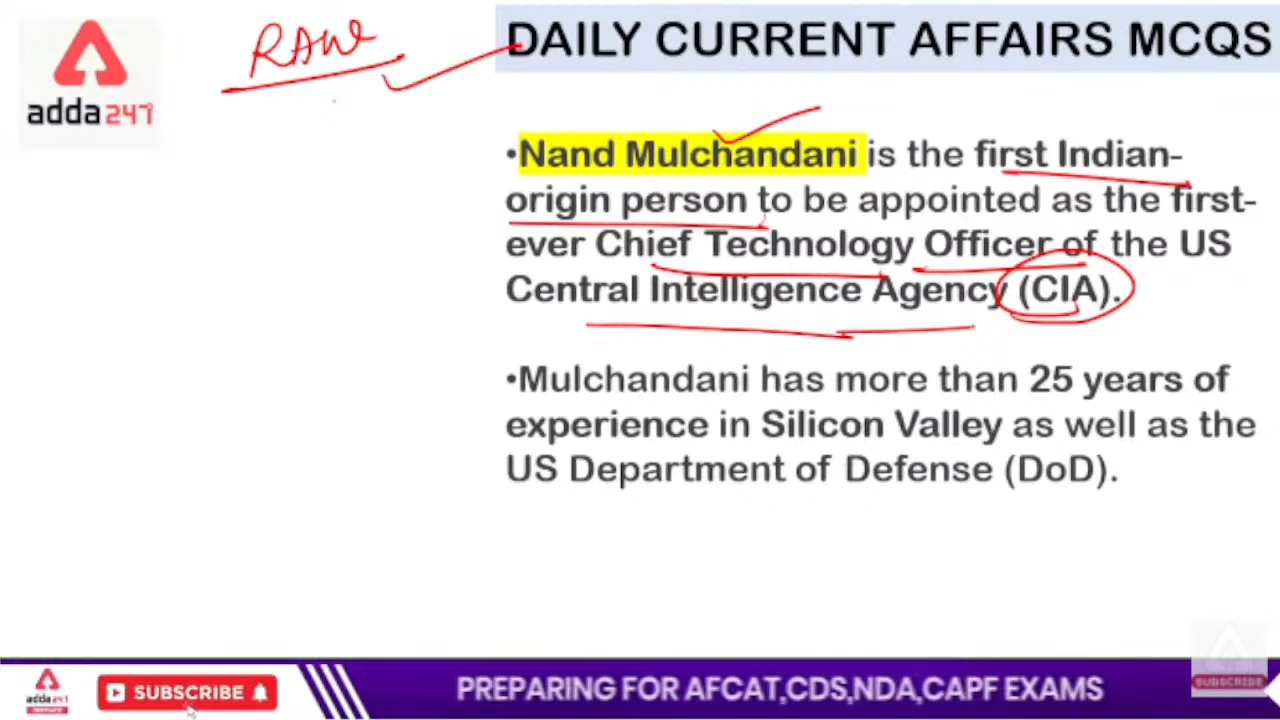 RAW
DAILY CURRENT AFFAIRS MCQS
adda247
•Nand Mulchandani is the first Indian-
origin person to be appointed as the first-
ever Chief Technology Officer of the US
Central Intelligence Agency (CIA).
•Mulchandani has more than 25 years of
experience in Silicon Valley as well as the
US Department of Defense (DoD).
SUBSCRIBE
adda247
SUBSCRIBE
PREPARING FOR AFCAT,CDS,NDA,CAPF EXAMS